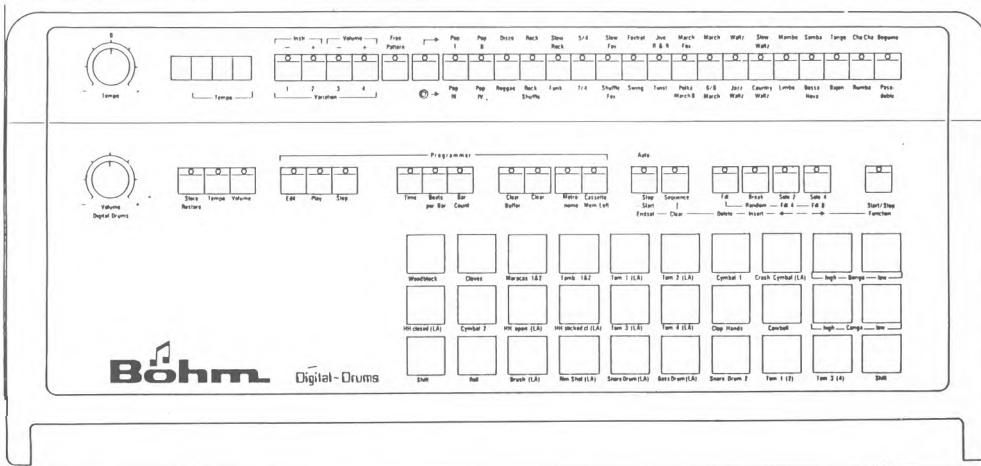 0
Instr. Volume Free Pattern Pop I Pop II Disco Rock Slow Rock 5/4 Slow Fox Foxtrot Jive R & R March Fox March Waltz Slow Waltz Mambo Samba Tango Cha Cha Beguine
– + – +
– Tempo +
Tempo
1 2 3 4
Variation
Pop III Pop IV Reggae Rock Shuffle Funk 7/4 Shuffle Fox Swing Twist Polka March B 6/8 March Jazz Waltz Country Waltz Limbo Bossa Nova Bajon Rumba Paso doble
Programmer
Auto
– Volume +
Digital Drums
Store Restore Tempo Volume
Edit Play Stop
Time Beats per Bar Bar Count
Clear Buffer Clear
Metro nome Cassette Mem Left
Stop Sequence
Start
Endset Clear
Fill Break Solo 2 Solo 4
Random Fill A Fill B
Delete Insert ← →
Start/Stop
Function
Woodblock Claves Maracas 1&2 Tamb 1&2 Tom 1 (LA) Tom 2 (LA) Cymbal 1 Crash Cymbal (LA) high Bongo low
HH closed (LA) Cymbal 2 HH open (LA) HH sticked cl (LA) Tom 3 (LA) Tom 4 (LA) Clap Hands Cowbell high Conga low
Shift Roll Brush (LA) Rim Shot (LA) Snare Drum (LA) Bass Drum (LA) Snare Drum 2 Tom 1 (2) Tom 3 (4) Shift
Böhm
Digital-Drums